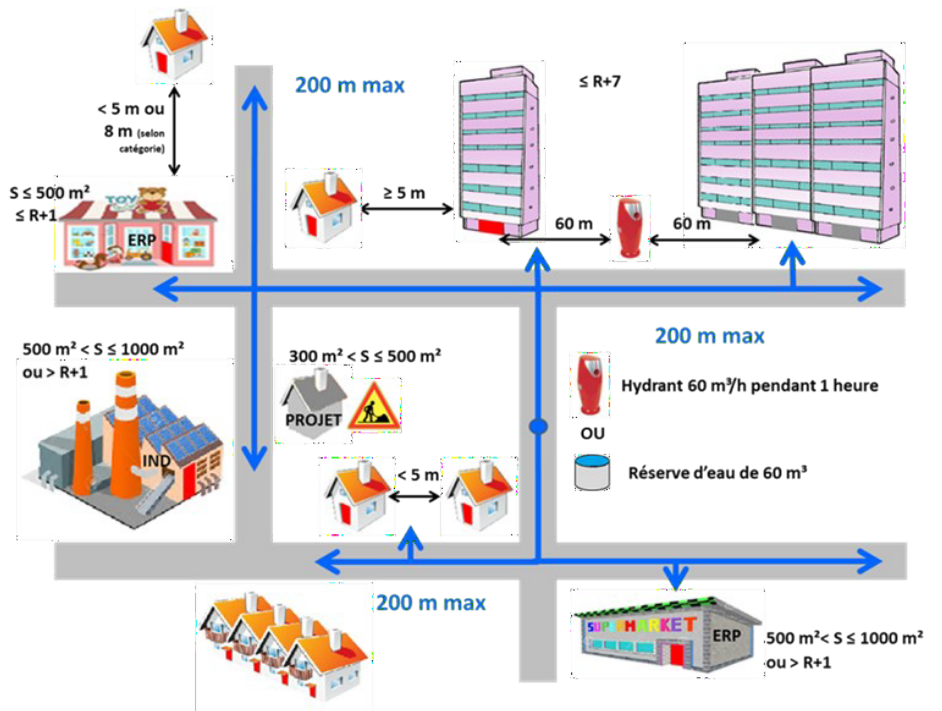 200 m max
≤ R+7
< 5 m ou
8 m (selon
catégorie)
S ≤ 500 m²
≤ R+1
TOY
ERP
≥ 5 m
60 m
60 m
200 m max
500 m² < S ≤ 1000 m²
ou > R+1
IND
300 m² < S ≤ 500 m²
PROJET
Hydrant 60 m³/h pendant 1 heure
OU
Réserve d'eau de 60 m³
< 5 m
200 m max
SUPERMARKET
ERP
500 m² < S ≤ 1000 m²
ou > R+1